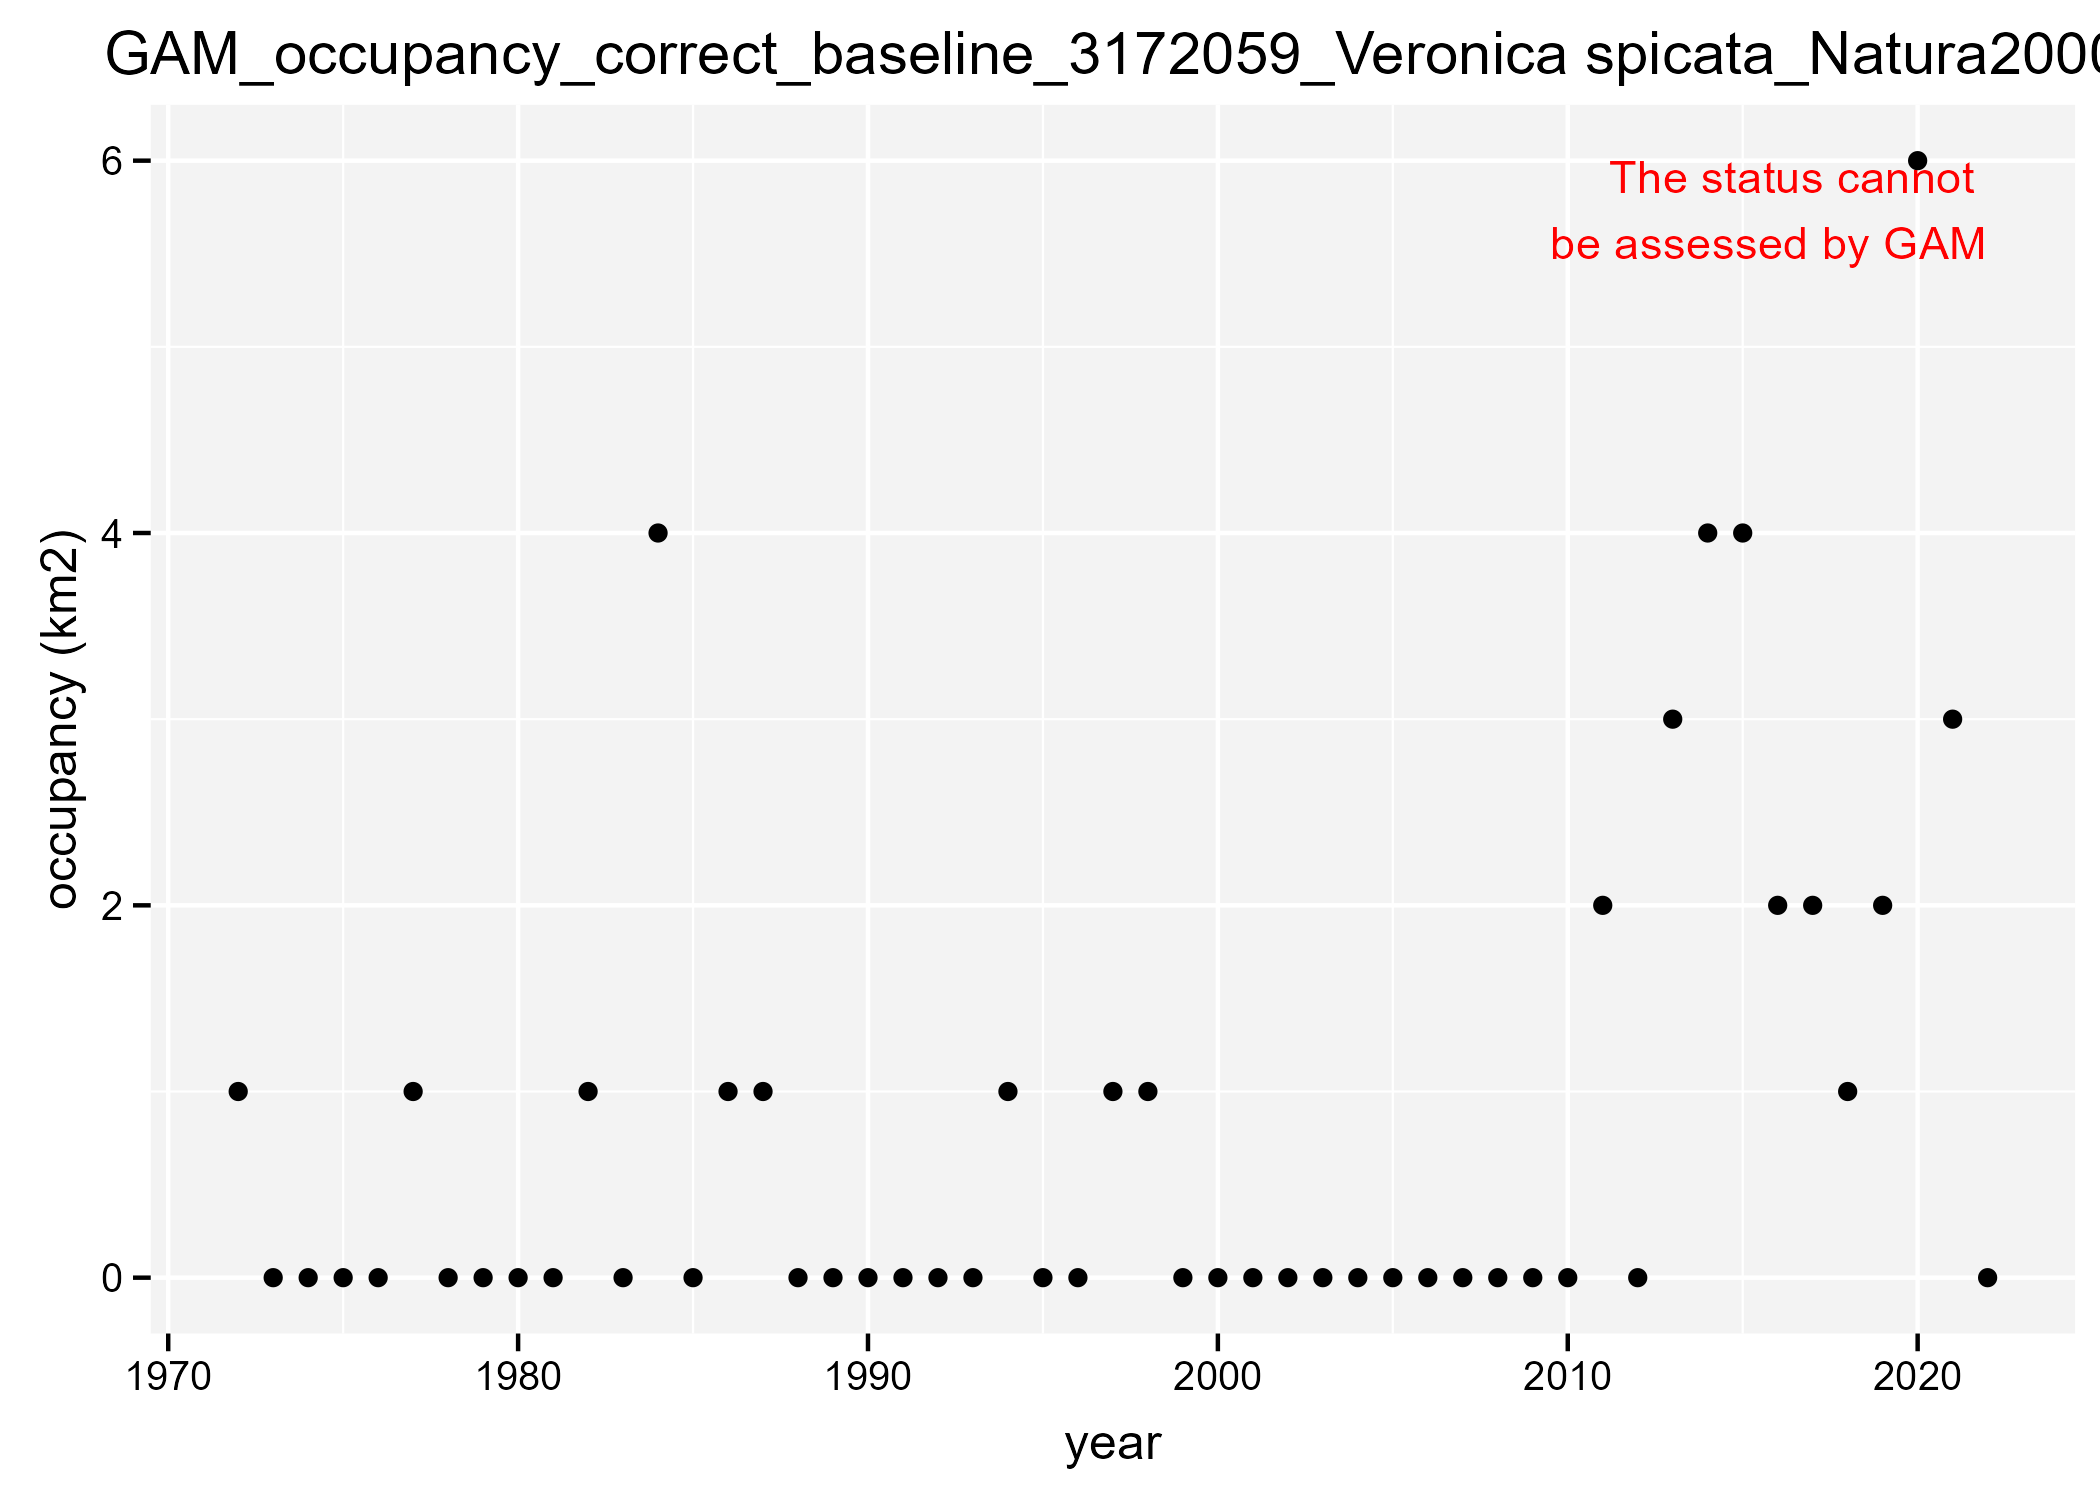 GAM_occupancy_correct_baseline_3172059_Veronica spicata_Natura2000
6
The status cannot
be assessed by GAM
4
occupancy (km2)
2
0
1970 1980 1990 2000 2010 2020
year